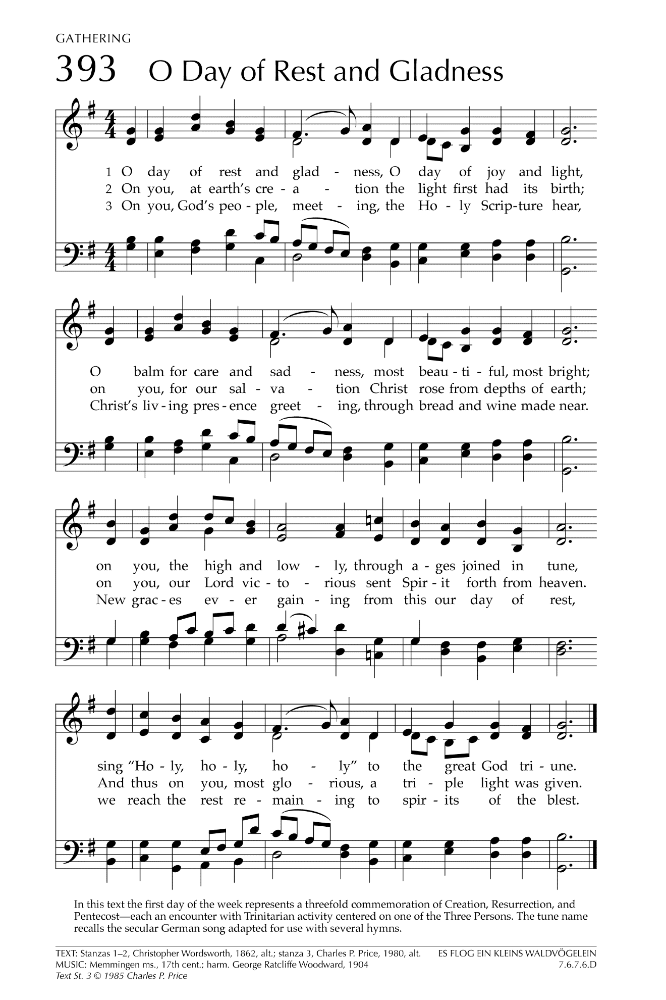 GATHERING
393 O Day of Rest and Gladness
1 O day of rest and glad - ness, O day of joy and light,
2 On you, at earth's cre - a - tion the light first had its birth;
3 On you, God's peo - ple, meet - ing, the Ho - ly Scrip-ture hear,
O balm for care and sad - ness, most beau - ti - ful, most bright;
on you, for our sal - va - tion Christ rose from depths of earth;
Christ's liv - ing pres - ence greet - ing, through bread and wine made near.
on you, the high and low - ly, through a - ges joined in tune,
on you, our Lord vic - to - rious sent Spir - it forth from heaven.
New grac - es ev - er gain - ing from this our day of rest,
sing “Ho - ly, ho - ly, ho - ly” to the great God tri - une.
And thus on you, most glo - rious, a tri - ple light was given.
we reach the rest re - main - ing to spir - its of the blest.
In this text the first day of the week represents a threefold commemoration of Creation, Resurrection, and
Pentecost—each an encounter with Trinitarian activity centered on one of the Three Persons. The tune name
recalls the secular German song adapted for use with several hymns.
TEXT: Stanzas 1–2, Christopher Wordsworth, 1862, alt.; stanza 3, Charles P. Price, 1980, alt. ES FLOG EIN KLEINS WALDVÖGELEIN
MUSIC: Memmingen ms., 17th cent.; harm. George Ratcliffe Woodward, 1904 7.6.7.6.D
Text St. 3 © 1985 Charles P. Price